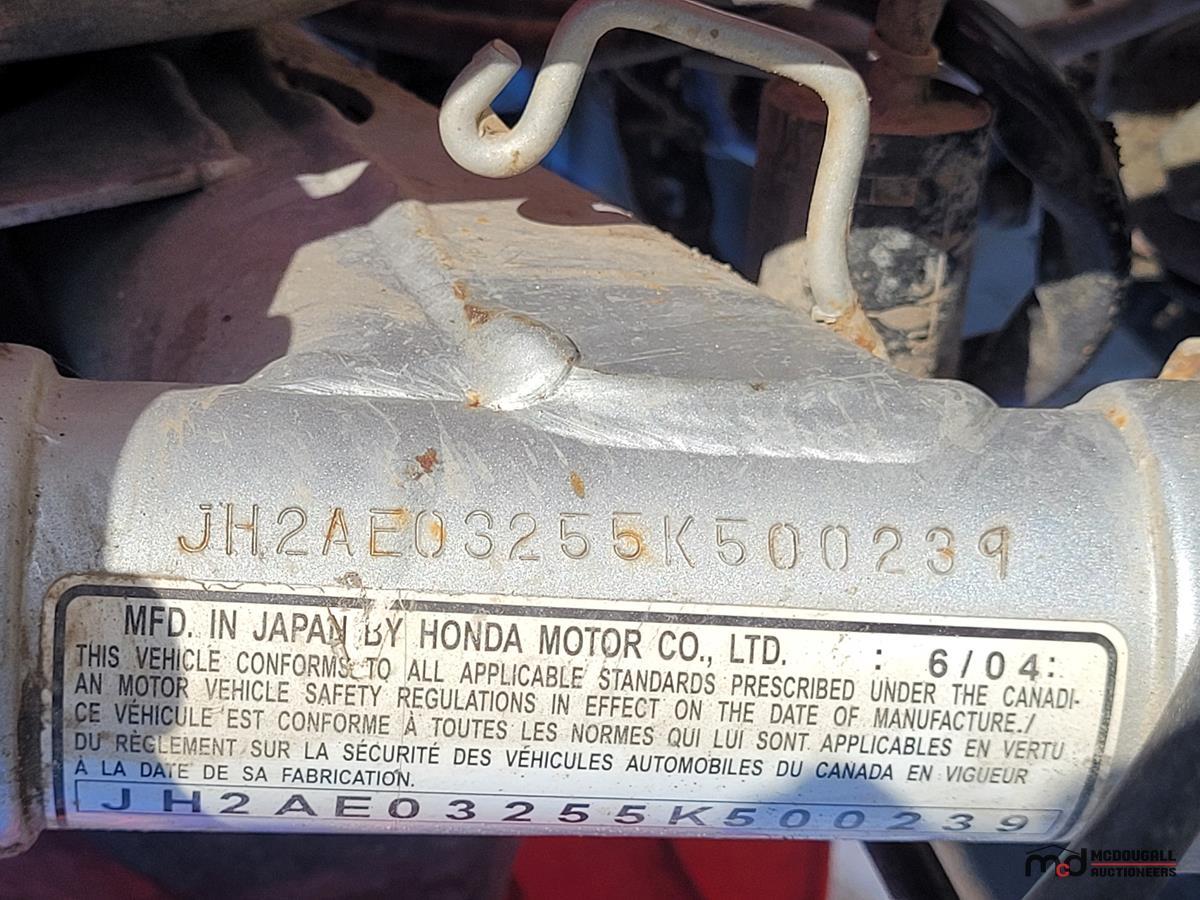 JH2AE03255K500239
MFD. IN JAPAN BY HONDA MOTOR CO., LTD. : 6/04:
THIS VEHICLE CONFORMS TO ALL APPLICABLE STANDARDS PRESCRIBED UNDER THE CANADI-
AN MOTOR VEHICLE SAFETY REGULATIONS IN EFFECT ON THE DATE OF MANUFACTURE./
CE VÉHICULE EST CONFORME À TOUTES LES NORMES QUI LUI SONT APPLICABLES EN VERTU
DU RÈGLEMENT SUR LA SÉCURITÉ DES VÉHICULES AUTOMOBILES DU CANADA EN VIGUEUR
À LA DATE DE SA FABRICATION.
JH2AE03255K500239
mcd MCDOUGALL
AUCTIONEERS